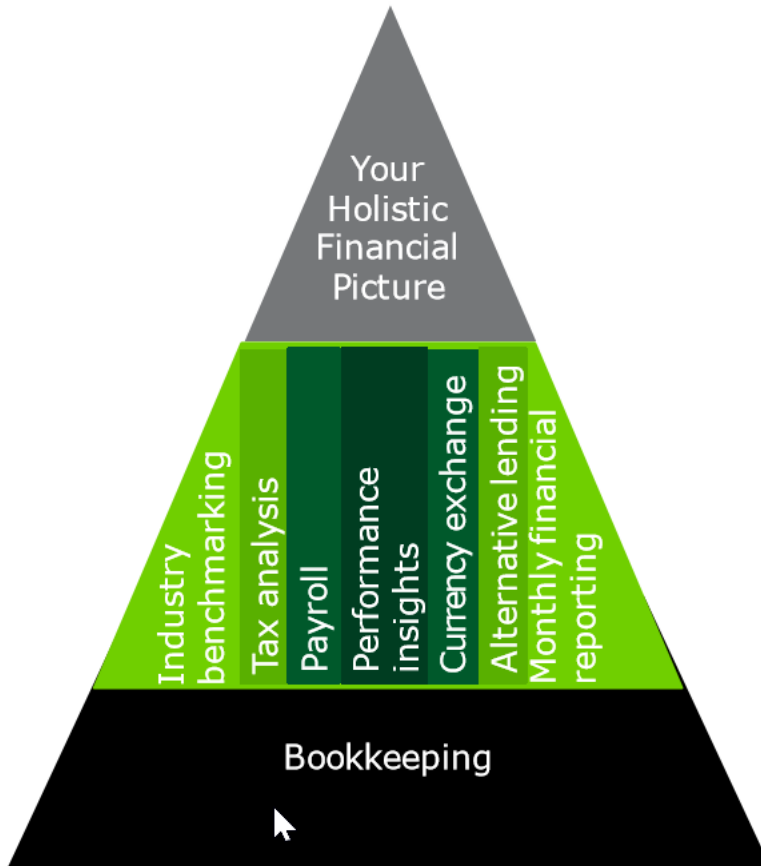 Your
Holistic
Financial
Picture
Industry
benchmarking
Tax analysis
Payroll
Performance
insights
Currency exchange
Alternative lending
Monthly financial
reporting
Bookkeeping